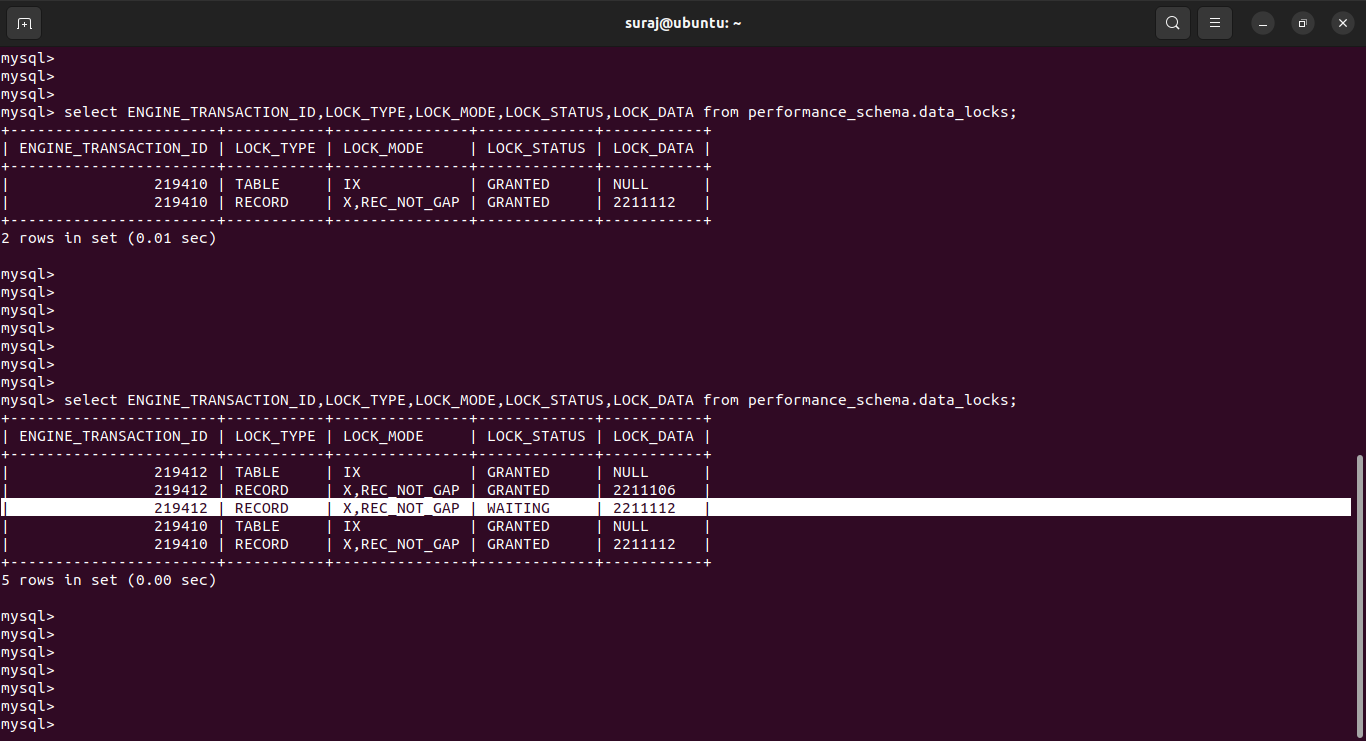 suraj@ubuntu: ~
mysql>
mysql>
mysql>
mysql> select ENGINE_TRANSACTION_ID,LOCK_TYPE,LOCK_MODE,LOCK_STATUS,LOCK_DATA from performance_schema.data_locks;
+-----------------------+-----------+---------------+-------------+-----------+
| ENGINE_TRANSACTION_ID | LOCK_TYPE | LOCK_MODE     | LOCK_STATUS | LOCK_DATA |
+-----------------------+-----------+---------------+-------------+-----------+
|                219410 | TABLE     | IX            | GRANTED     | NULL      |
|                219410 | RECORD    | X,REC_NOT_GAP | GRANTED     | 2211112   |
+-----------------------+-----------+---------------+-------------+-----------+
2 rows in set (0.01 sec)
mysql>
mysql>
mysql>
mysql>
mysql>
mysql>
mysql>
mysql> select ENGINE_TRANSACTION_ID,LOCK_TYPE,LOCK_MODE,LOCK_STATUS,LOCK_DATA from performance_schema.data_locks;
+-----------------------+-----------+---------------+-------------+-----------+
| ENGINE_TRANSACTION_ID | LOCK_TYPE | LOCK_MODE     | LOCK_STATUS | LOCK_DATA |
+-----------------------+-----------+---------------+-------------+-----------+
|                219412 | TABLE     | IX            | GRANTED     | NULL      |
|                219412 | RECORD    | X,REC_NOT_GAP | GRANTED     | 2211106   |
|                219412 | RECORD    | X,REC_NOT_GAP | WAITING     | 2211112   |
|                219410 | TABLE     | IX            | GRANTED     | NULL      |
|                219410 | RECORD    | X,REC_NOT_GAP | GRANTED     | 2211112   |
+-----------------------+-----------+---------------+-------------+-----------+
5 rows in set (0.00 sec)
mysql>
mysql>
mysql>
mysql>
mysql>
mysql>
mysql>